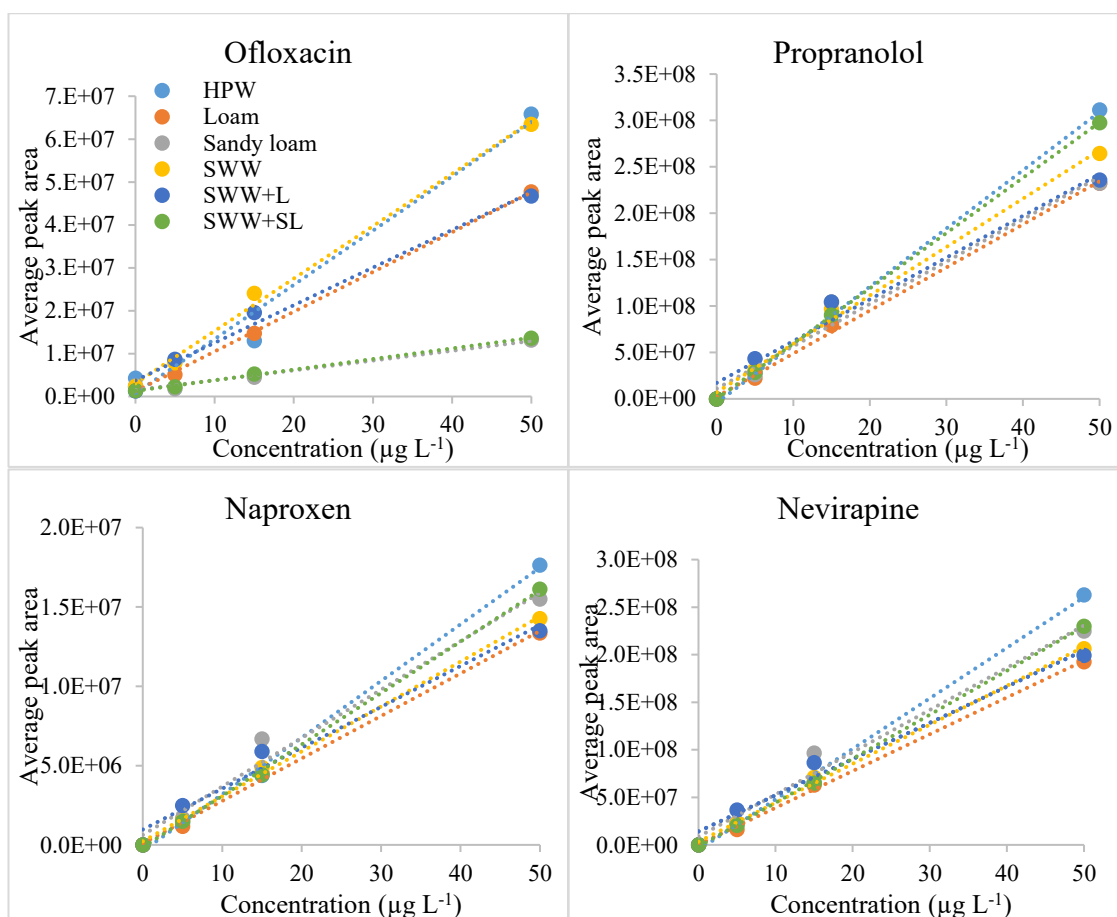 Ofloxacin
HPW
Loam
Sandy loam
SWW
SWW+L
SWW+SL
7.E+07
6.E+07
5.E+07
4.E+07
3.E+07
2.E+07
1.E+07
0.E+00
Average peak area
0 10 20 30 40 50
Concentration (µg L-1)
Propranolol
3.5E+08
3.0E+08
2.5E+08
2.0E+08
1.5E+08
1.0E+08
5.0E+07
0.0E+00
Average peak area
0 10 20 30 40 50
Concentration (µg L-1)
Naproxen
2.0E+07
1.5E+07
1.0E+07
5.0E+06
0.0E+00
Average peak area
0 10 20 30 40 50
Concentration (µg L-1)
Nevirapine
3.0E+08
2.5E+08
2.0E+08
1.5E+08
1.0E+08
5.0E+07
0.0E+00
Average peak area
0 10 20 30 40 50
Concentration (µg L-1)